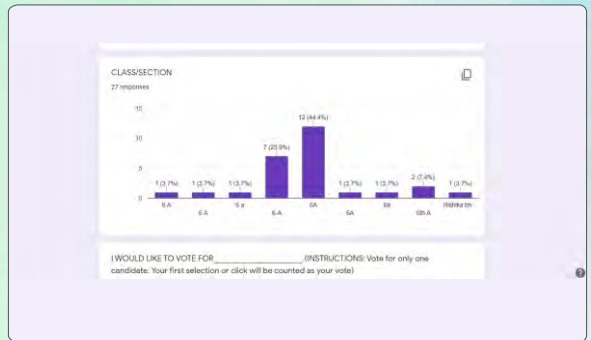 CLASS/SECTION
27 responses
15
10
5
0
1 (3.7%) 1 (3.7%) 1 (3.7%) 7 (25.9%) 12 (44.4%) 1 (3.7%) 1 (3.7%) 2 (7.4%) 1 (3.7%)
6 A 6 A 6 a 6-A 6A 6A 6a 6th A
I WOULD LIKE TO VOTE FOR____________________.(INSTRUCTIONS: Vote for only one
candidate: Your first selection or click will be counted as your vote)